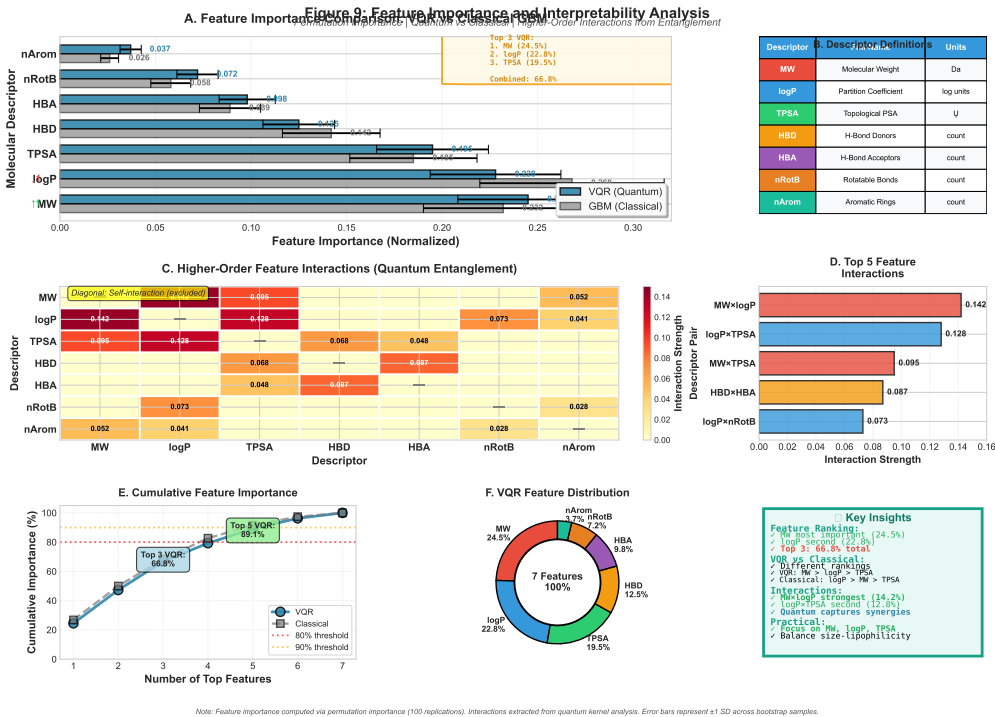 Figure 9: Feature Importance and Interpretability Analysis
Permutation Importance | Quantum vs Classical | Higher-Order Interactions from Entanglement
A. Feature Importance Comparison: VQR vs Classical GBM
Molecular Descriptor
nArom
nRotB
HBA
HBD
TPSA
logP
MW
0.037
0.026
0.072
0.058
0.098
0.089
0.125
0.142
0.195
0.185
0.228
0.268
0.232
Top 3 VQR:
1. MW (24.5%)
2. logP (22.8%)
3. TPSA (19.5%)
Combined: 66.8%
VQR (Quantum)
GBM (Classical)
0.00 0.05 0.10 0.15 0.20 0.25 0.30
Feature Importance (Normalized)
B. Descriptor Definitions
Descriptor Units
MW Molecular Weight Da
logP Partition Coefficient log units
TPSA Topological PSA
HBD H-Bond Donors count
HBA H-Bond Acceptors count
nRotB Rotatable Bonds count
nArom Aromatic Rings count
C. Higher-Order Feature Interactions (Quantum Entanglement)
Diagonal: Self-interaction (excluded)
Descriptor
MW 0.095 0.052
logP 0.142 — 0.128 0.073 0.041
TPSA 0.095 0.128 — 0.068 0.048
HBD 0.068 — 0.087
HBA 0.048 0.087 —
nRotB 0.073 — 0.028
nArom 0.052 0.041 0.028 —
MW logP TPSA HBD HBA nRotB nArom
Descriptor
0.14
0.12
0.10
0.08
0.06
0.04
0.02
0.00
Interaction Strength
D. Top 5 Feature
Interactions
Descriptor Pair
MW×logP 0.142
logP×TPSA 0.128
MW×TPSA 0.095
HBD×HBA 0.087
logP×nRotB 0.073
0.00 0.02 0.04 0.06 0.08 0.10 0.12 0.14 0.16
Interaction Strength
E. Cumulative Feature Importance
Cumulative Importance (%)
100
80
60
40
20
0
Top 3 VQR:
66.8%
Top 5 VQR:
89.1%
VQR
Classical
80% threshold
90% threshold
1 2 3 4 5 6 7
Number of Top Features
F. VQR Feature Distribution
MW
24.5%
logP
22.8%
TPSA
19.5%
HBD
12.5%
HBA
9.8%
nRotB
7.2%
nArom
3.7%
7 Features
100%
Key Insights
Feature Ranking:
✓ MW most important (24.5%)
✓ logP second (22.8%)
✓ Top 3: 66.8% total
VQR vs Classical:
✓ Different rankings
✓ VQR: MW > logP > TPSA
✓ Classical: logP > MW > TPSA
Interactions:
✓ MW×logP strongest (14.2%)
✓ logP×TPSA second (12.8%)
✓ Quantum captures synergies
Practical:
✓ Focus on MW, logP, TPSA
✓ Balance size-lipophilicity
Note: Feature importance computed via permutation importance (100 replications). Interactions extracted from quantum kernel analysis. Error bars represent ±1 SD across bootstrap samples.